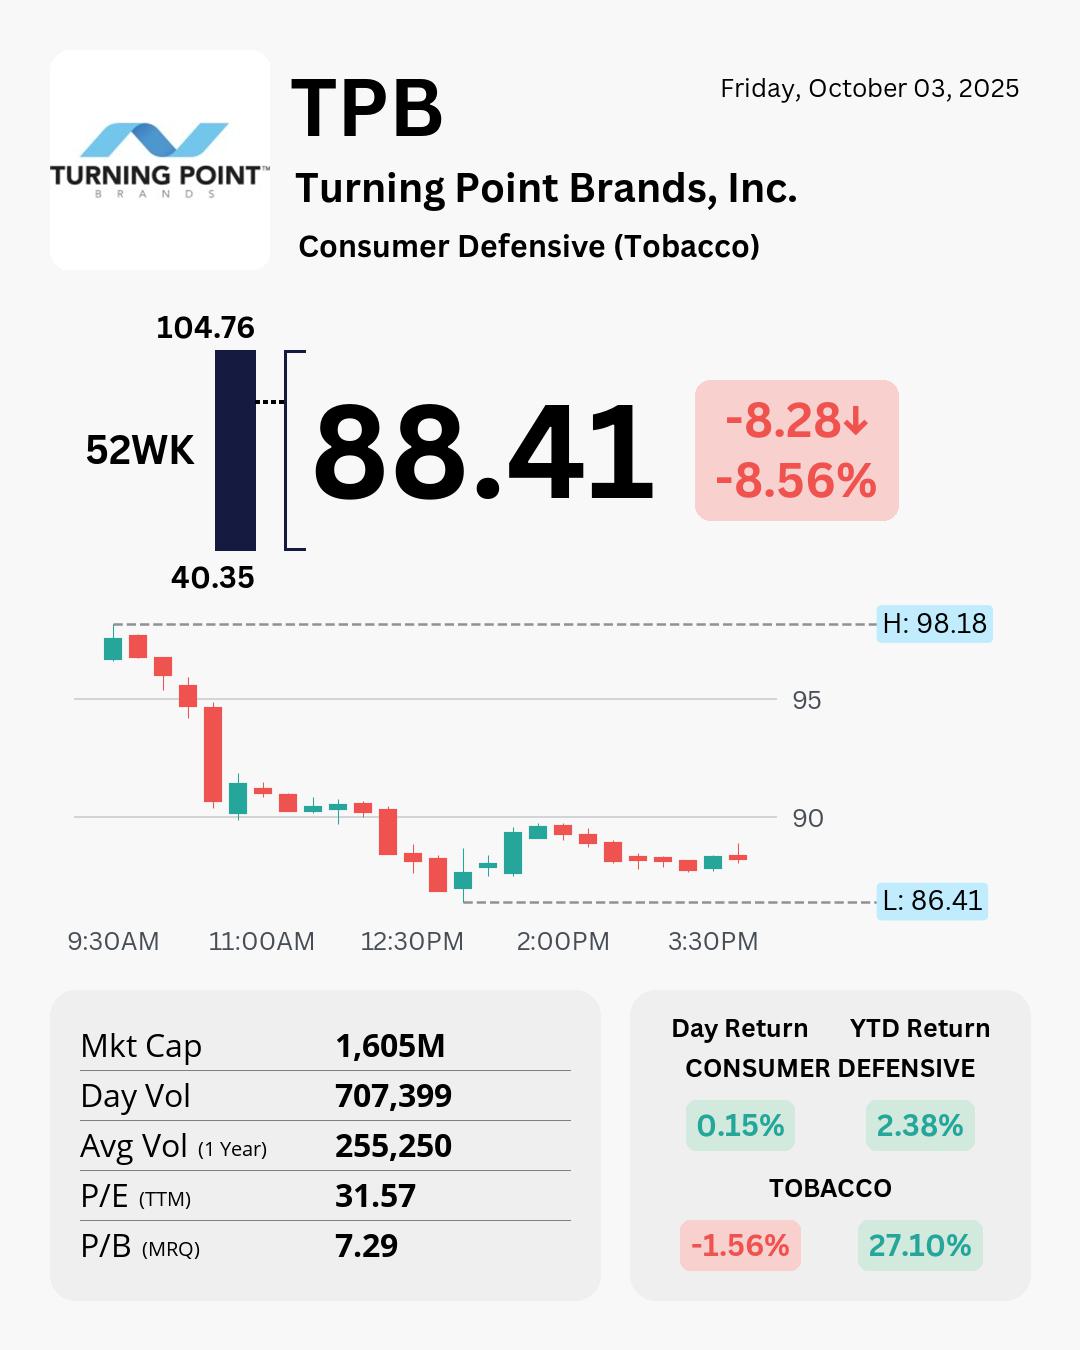 TURNING POINT™
BRANDS
TPB
Friday, October 03, 2025
Turning Point Brands, Inc.
Consumer Defensive (Tobacco)
104.76
52WK
40.35
88.41
-8.28↓
-8.56%
H: 98.18
95
90
L: 86.41
9:30AM 11:00AM 12:30PM 2:00PM 3:30PM
Mkt Cap 1,605M
Day Vol 707,399
Avg Vol (1 Year) 255,250
P/E (TTM) 31.57
P/B (MRQ) 7.29
Day Return YTD Return
CONSUMER DEFENSIVE
0.15% 2.38%
TOBACCO
-1.56% 27.10%